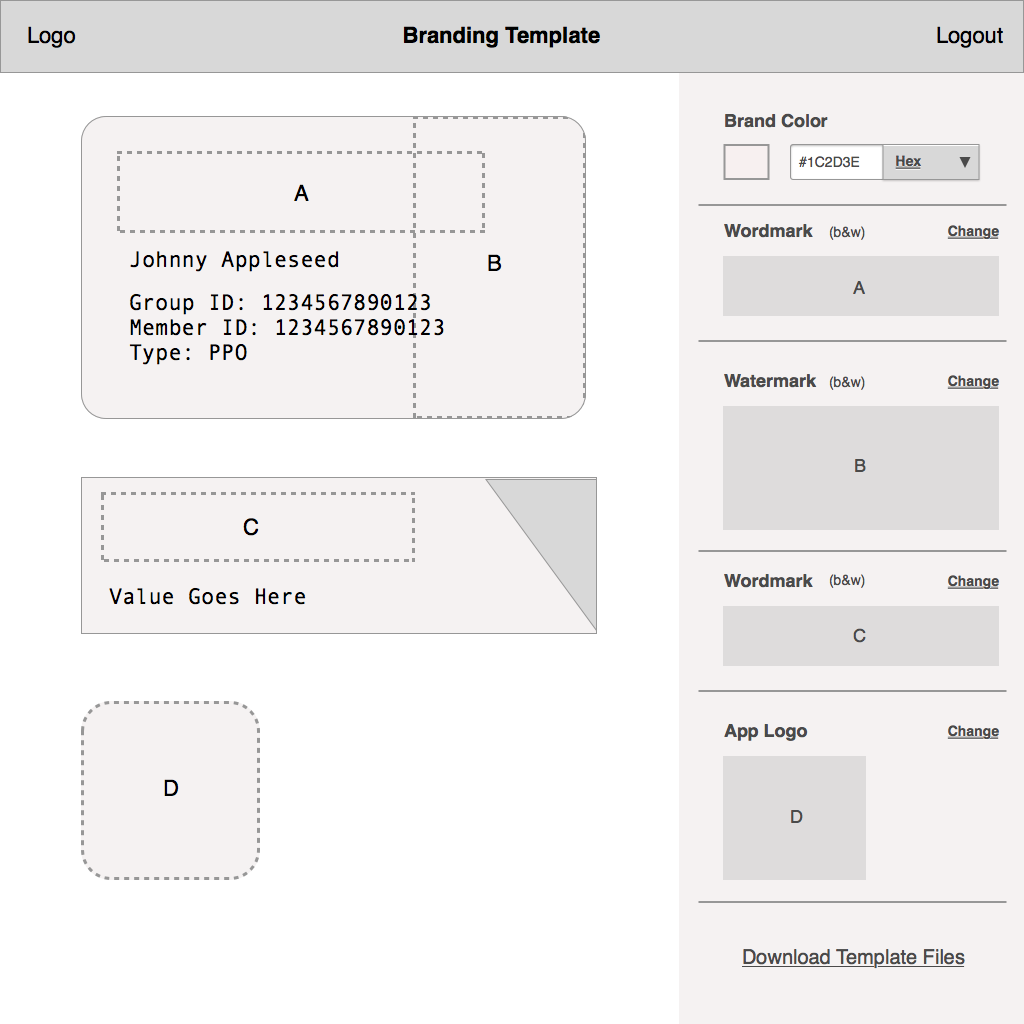 Logo
Branding Template
Logout
A
B
Johnny Appleseed
Group ID: 1234567890123
Member ID: 1234567890123
Type: PPO
C
Value Goes Here
D
Brand Color
#1C2D3E Hex ▼
Wordmark (b&w) Change
A
Watermark (b&w) Change
B
Wordmark (b&w) Change
C
App Logo Change
D
Download Template Files